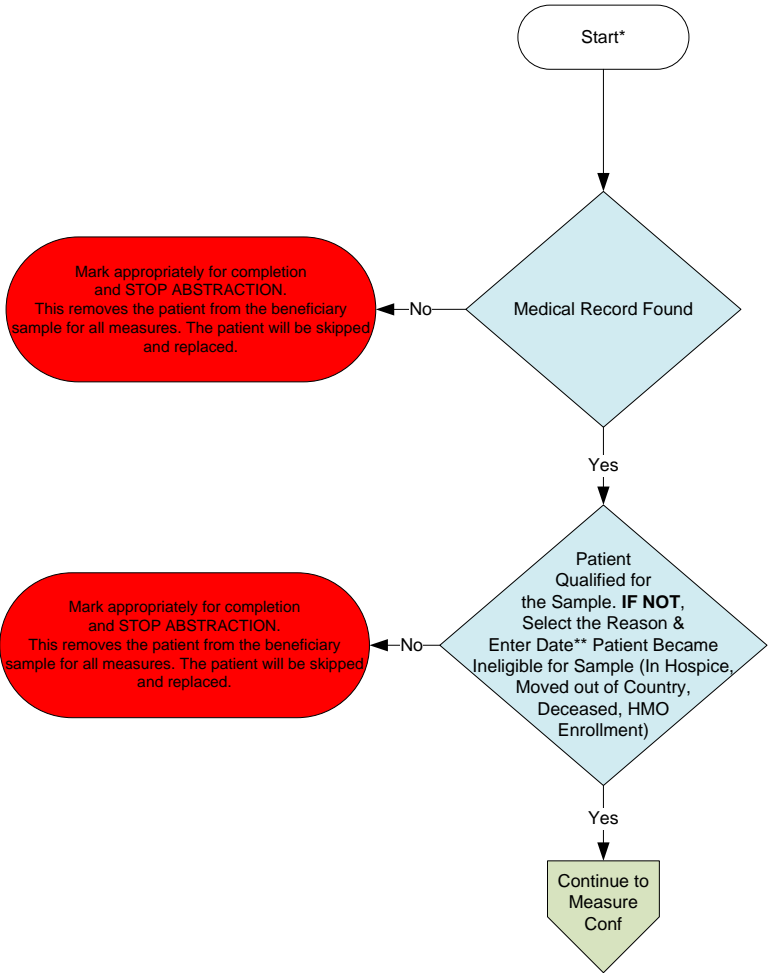 Start*
Medical Record Found
No
Mark appropriately for completion
and STOP ABSTRACTION.
This removes the patient from the beneficiary
sample for all measures. The patient will be skipped
and replaced.
Yes
Patient
Qualified for
the Sample. IF NOT,
Select the Reason &
Enter Date** Patient Became
Ineligible for Sample (In Hospice,
Moved out of Country,
Deceased, HMO
Enrollment)
No
Mark appropriately for completion
and STOP ABSTRACTION.
This removes the patient from the beneficiary
sample for all measures. The patient will be skipped
and replaced.
Yes
Continue to
Measure
Conf